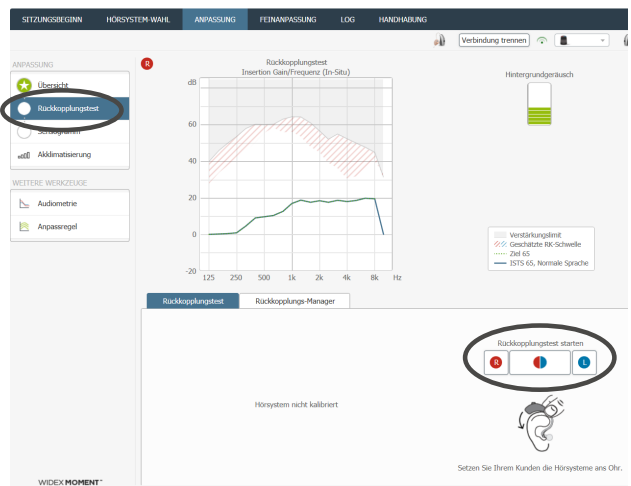 SITZUNGSBEGINN HÖRSYSTEM-WAHL ANPASSUNG FEINANPASSUNG LOG HANDHABUNG
Verbindung trennen
ANPASSUNG
Übersicht
Rückkopplungstest
Sensogramm
Akklimatisierung
WEITERE WERKZEUGE
Audiometrie
Anpassregel
R
Rückkopplungstest
Insertion Gain/Frequenz (In-Situ)
dB
60
40
20
0
-20
125 250 500 1k 2k 4k 8k Hz
Hintergrundgeräusch
Verstärkungslimit
Geschätzte RK-Schwelle
Ziel 65
ISTS 65, Normale Sprache
Rückkopplungstest Rückkopplungs-Manager
Rückkopplungstest starten
R L
Hörsystem nicht kalibriert
Setzen Sie Ihrem Kunden die Hörsysteme ans Ohr.
WIDEX MOMENT™